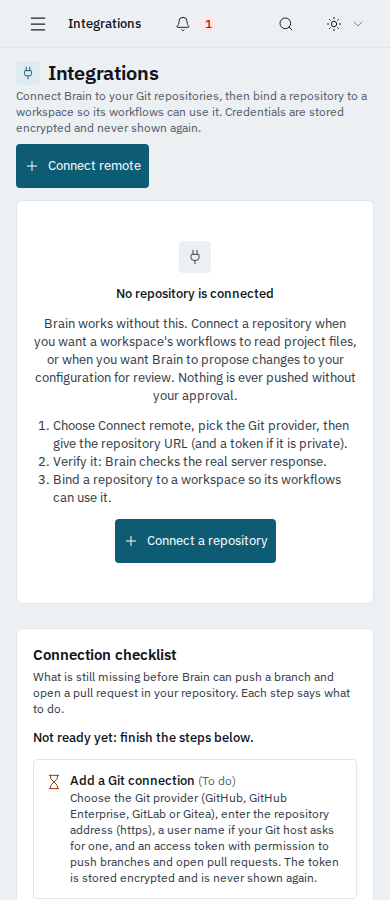 Integrations
1
Integrations
Connect Brain to your Git repositories, then bind a repository to a
workspace so its workflows can use it. Credentials are stored
encrypted and never shown again.
Connect remote
No repository is connected
Brain works without this. Connect a repository when
you want a workspace's workflows to read project files,
or when you want Brain to propose changes to your
configuration for review. Nothing is ever pushed without
your approval.
1. Choose Connect remote, pick the Git provider, then
give the repository URL (and a token if it is private).
2. Verify it: Brain checks the real server response.
3. Bind a repository to a workspace so its workflows
can use it.
Connect a repository
Connection checklist
What is still missing before Brain can push a branch and
open a pull request in your repository. Each step says what
to do.
Not ready yet: finish the steps below.
Add a Git connection (To do)
Choose the Git provider (GitHub, GitHub
Enterprise, GitLab or Gitea), enter the repository
address (https), a user name if your Git host asks
for one, and an access token with permission to
push branches and open pull requests. The token
is stored encrypted and is never shown again.